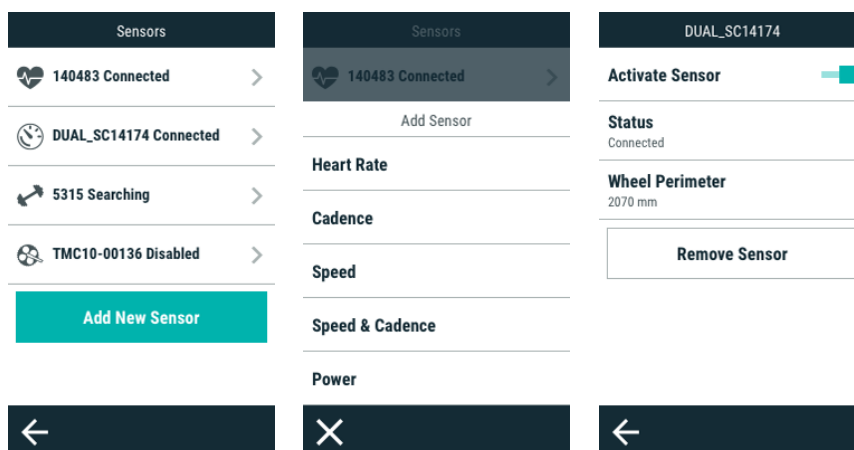 Sensors
140483 Connected
DUAL_SC14174 Connected
5315 Searching
TMC10-00136 Disabled
Add New Sensor
Sensors
140483 Connected
Add Sensor
Heart Rate
Cadence
Speed
Speed & Cadence
Power
DUAL_SC14174
Activate Sensor
Status
Connected
Wheel Perimeter
2070 mm
Remove Sensor